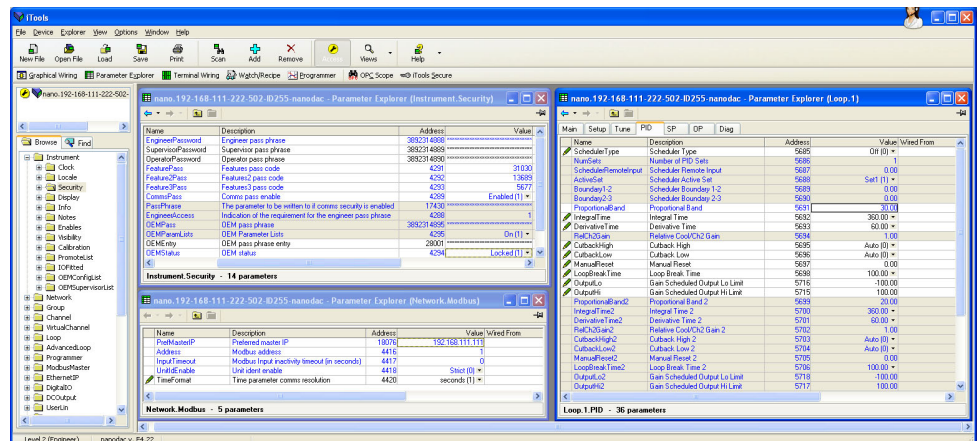 iTools
File Device Explorer View Options Window Help
New File Open File Load Save Print Scan Add Remove Access Views Help
Graphical Wiring Parameter Explorer Terminal Wiring Watch/Recipe Programmer OPC Scope iTools Secure
nano.192-168-111-222-502-
Browse Find
Instrument
Clock
Locale
Security
Display
Info
Notes
Enables
Visibility
Calibration
PromoteList
IOFitted
OEMConfigList
OEMSupervisorList
Network
Group
Channel
VirtualChannel
Loop
AdvancedLoop
Programmer
ModbusMaster
EthernetIP
DigitalIO
DCOutput
UserLin
nano.192-168-111-222-502-ID255-nanodac - Parameter Explorer (Instrument.Security)
Name Description Address Value
EngineerPassword Engineer pass phrase 3892314888
SupervisorPassword Supervisor pass phrase 3892314889
OperatorPassword Operator pass phrase 3892314890
FeaturePass Features pass code 4291 31030
Feature2Pass Features2 pass code 4292 13689
Feature3Pass Features3 pass code 4293 5677
CommsPass Comms pass enable 4289 Enabled (1)
PassPhrase The parameter to be written to if comms security is enabled 17430
EngineerAccess Indication of the requirement for the engineer pass phrase 4288 1
OEMPass OEM pass phrase 3892314895
OEMParamLists OEM Parameter Lists 4295 On (1)
OEMEntry OEM pass phrase entry 28001
OEMStatus OEM status 4294 Locked (1)
Instrument.Security - 14 parameters
nano.192-168-111-222-502-ID255-nanodac - Parameter Explorer (Network.Modbus)
Name Description Address Value Wired From
PrefMasterIP Preferred master IP 18076 192.168.111.111
Address Modbus address 4416 1
InputTimeout Modbus Input inactivity timeout (in seconds) 4417 0
UnitIdEnable Unit ident enable 4418 Strict (0)
TimeFormat Time parameter comms resolution 4420 seconds (1)
Network.Modbus - 5 parameters
nano.192-168-111-222-502-ID255-nanodac - Parameter Explorer (Loop.1)
Main Setup Tune PID SP OP Diag
Name Description Address Value Wired From
SchedulerType Scheduler Type 5685 Off (0)
NumSets Number of PID Sets 5686 1
SchedulerRemoteInput Scheduler Remote Input 5687 0.00
ActiveSet Scheduler Active Set 5688 Set1 (1)
Boundary1-2 Scheduler Boundary 1-2 5689 0.00
Boundary2-3 Scheduler Boundary 2-3 5690 0.00
ProportionalBand Proportional Band 5691 30.00
IntegralTime Integral Time 5692 360.00
DerivativeTime Derivative Time 5693 60.00
RelCh2Gain Relative Cool/Ch2 Gain 5694 1.00
CutbackHigh Cutback High 5695 Auto (0)
CutbackLow Cutback Low 5696 Auto (0)
ManualReset Manual Reset 5697 0.00
LoopBreakTime Loop Break Time 5698 100.00
OutputLo Gain Scheduled Output Lo Limit 5716 -100.00
OutputHi Gain Scheduled Output Hi Limit 5715 100.00
ProportionalBand2 Proportional Band 2 5699 20.00
IntegralTime2 Integral Time 2 5700 360.00
DerivativeTime2 Derivative Time 2 5701 60.00
RelCh2Gain2 Relative Cool/Ch2 Gain 2 5702 1.00
CutbackHigh2 Cutback High 2 5703 Auto (0)
CutbackLow2 Cutback Low 2 5704 Auto (0)
ManualReset2 Manual Reset 2 5705 0.00
LoopBreakTime2 Loop Break Time 2 5706 100.00
OutputLo2 Gain Scheduled Output Lo Limit 5718 -100.00
OutputHi2 Gain Scheduled Output Hi Limit 5717 100.00
Loop.1.PID - 36 parameters
Level 2 (Engineer) nanodac v. E4.22